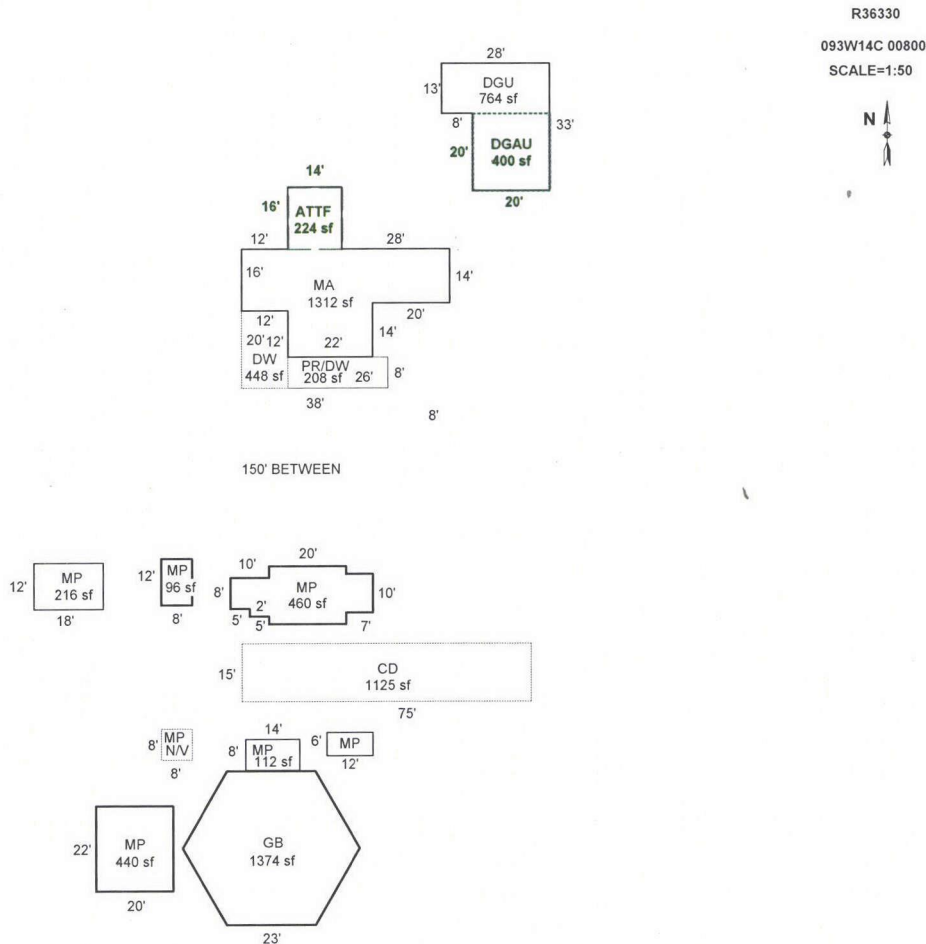 R36330
093W14C 00800
SCALE=1:50
N
28'
DGU
764 sf
13'
8'
33'
DGAU
400 sf
20'
20'
14'
16'
ATTF
224 sf
12'
28'
16'
MA
1312 sf
14'
12'
20'
20' 12'
22'
14'
DW
448 sf
PR/DW
208 sf
26'
8'
38'
8'
150' BETWEEN
12'
MP
216 sf
18'
12'
MP
96 sf
8'
10'
20'
8'
MP
460 sf
10'
2'
5'
5'
7'
15'
CD
1125 sf
75'
8'
MP
N/V
8'
14'
8'
MP
112 sf
6'
MP
12'
22'
MP
440 sf
20'
GB
1374 sf
23'